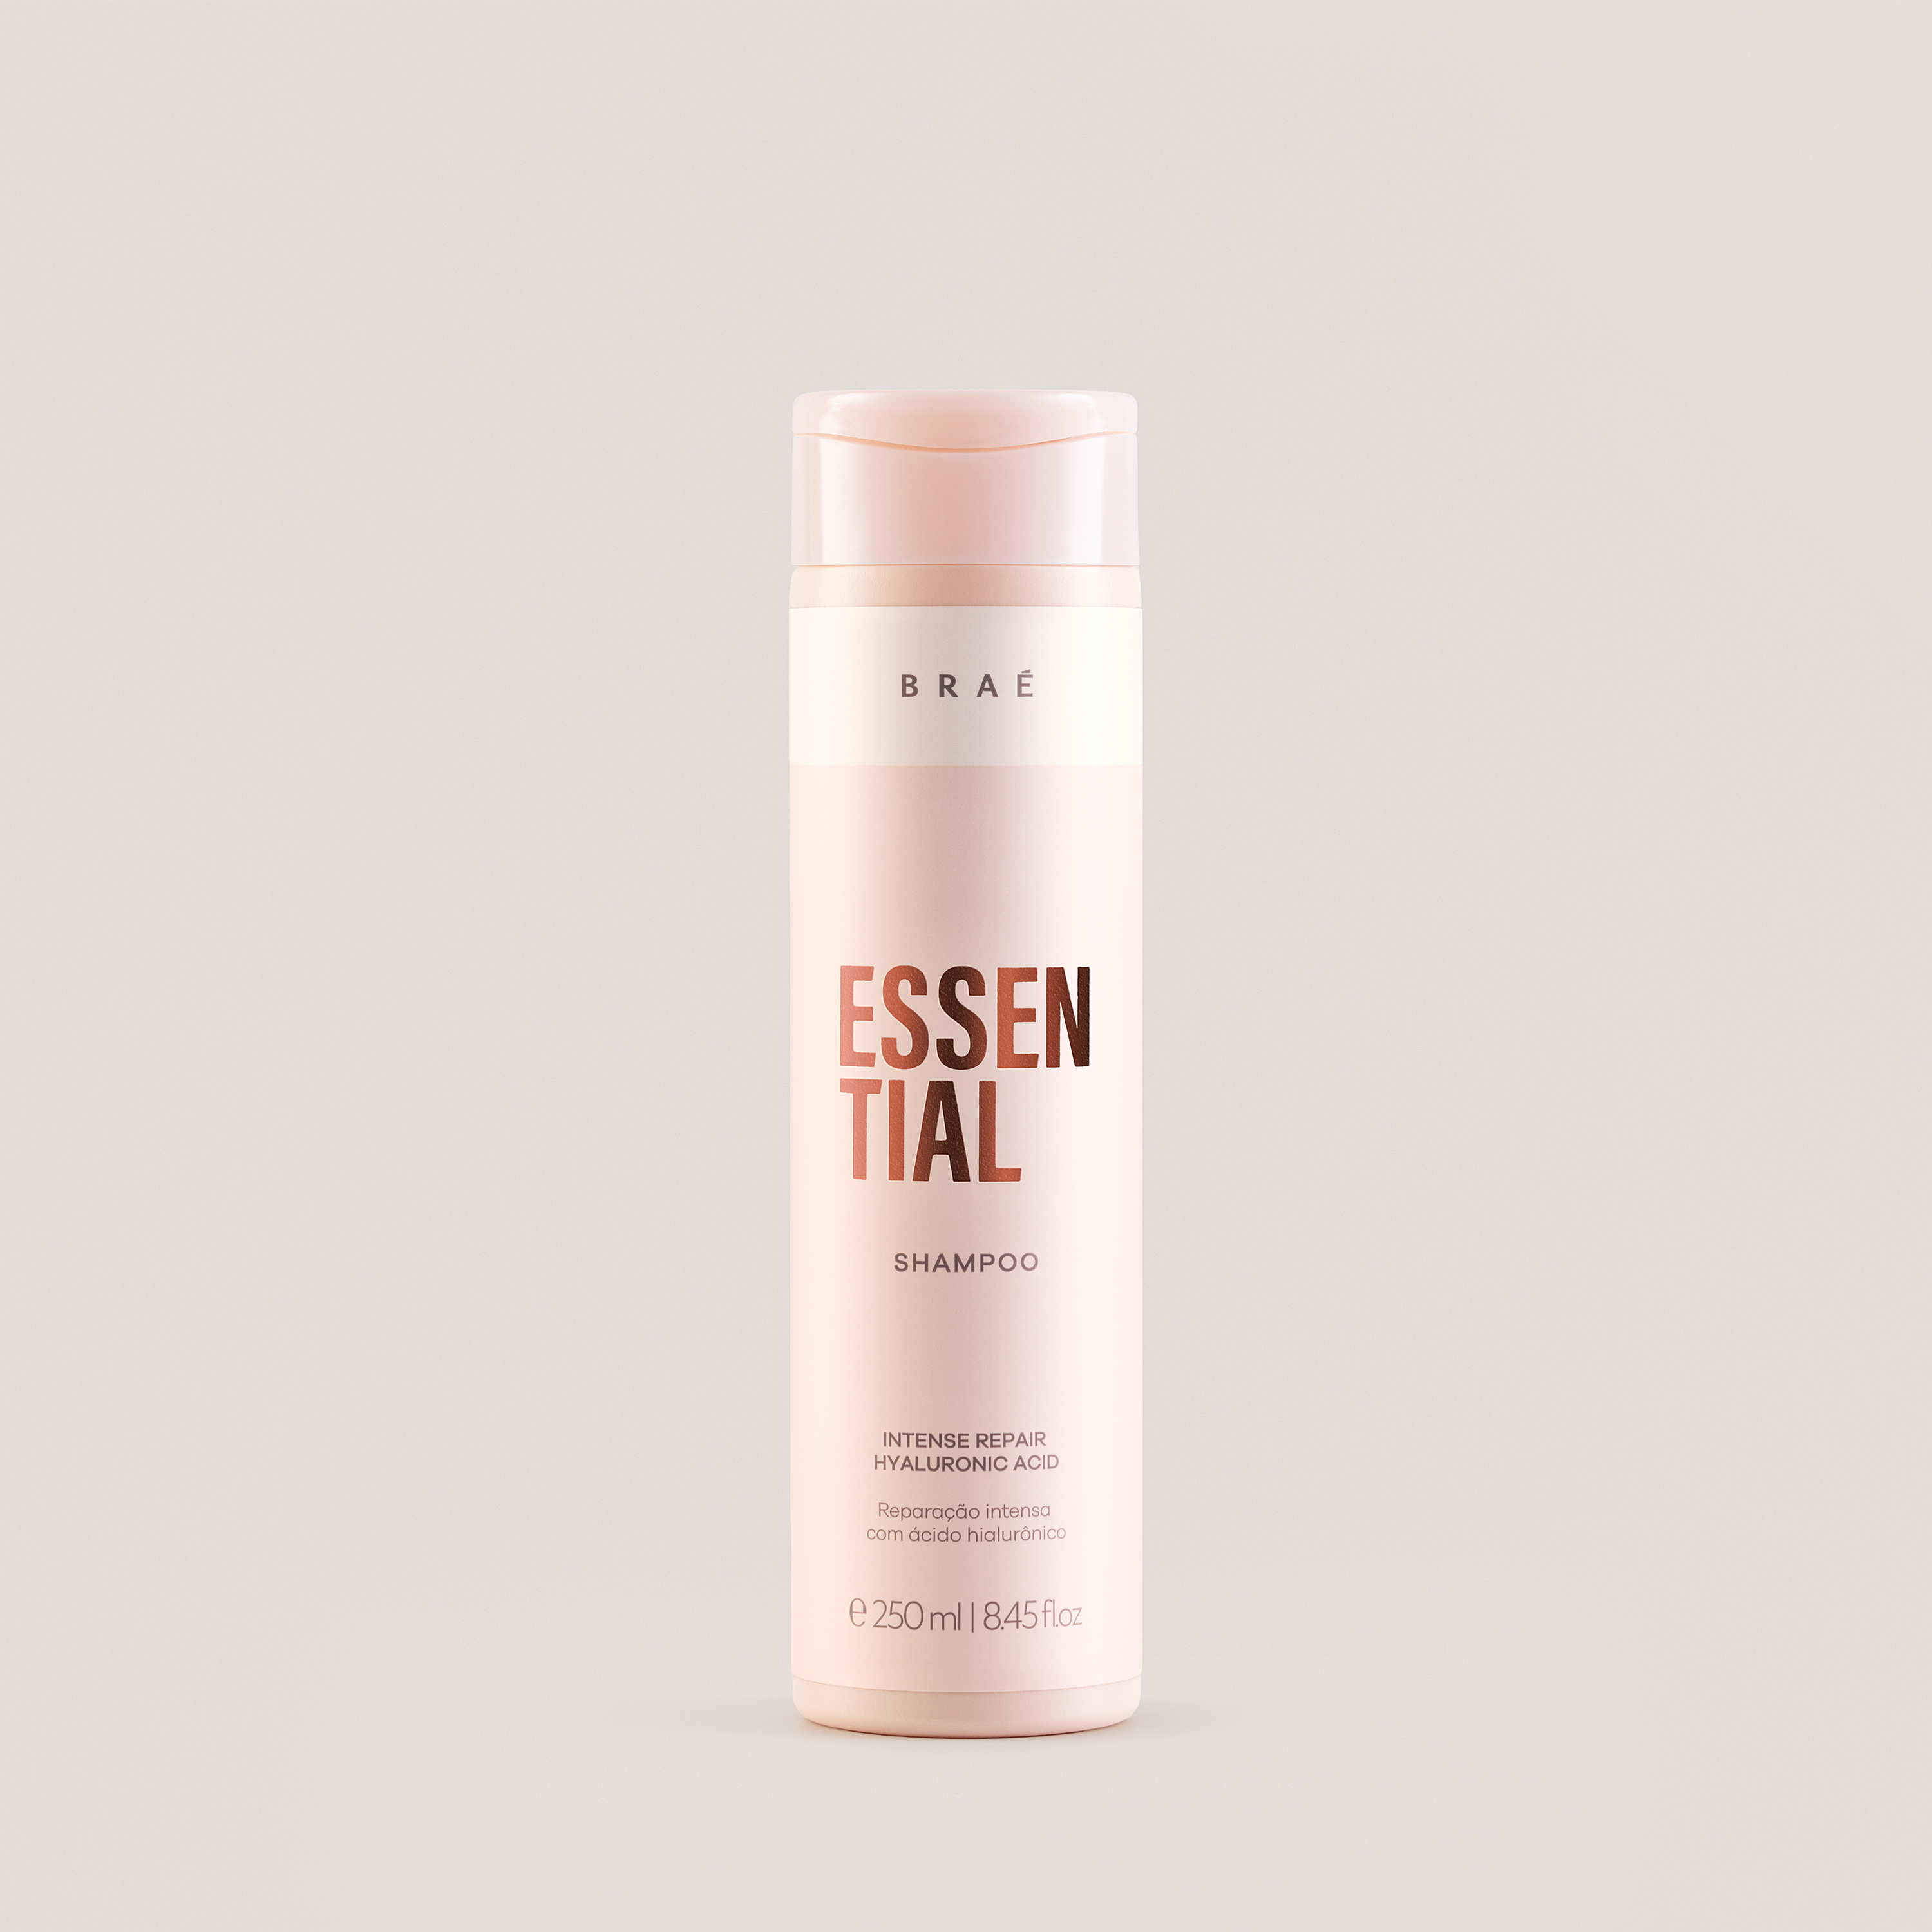 BRAÉ
ESSEN
TIAL
SHAMPOO
INTENSE REPAIR
HYALURONIC ACID
Reparação intensa
com ácido hialurônico
℮ 250 ml | 8.45 fl.oz